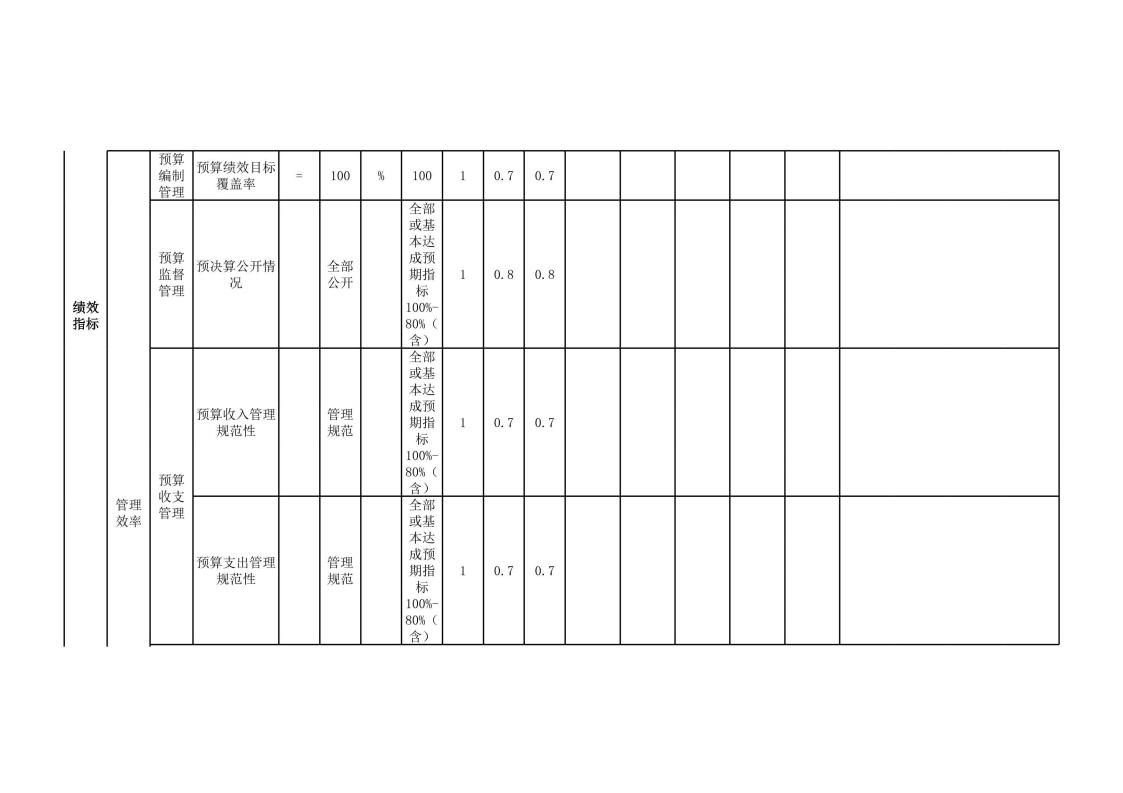 绩效
指标
管理
效率
预算
编制
管理
预算绩效目标
覆盖率
=
100
%
100
1
0.7
0.7
预算
监督
管理
预决算公开情
况
全部
公开
全部
或基
本达
成预
期指
标
100%-
80%（
含）
1
0.8
0.8
预算
收支
管理
预算收入管理
规范性
管理
规范
全部
或基
本达
成预
期指
标
100%-
80%（
含）
1
0.7
0.7
预算支出管理
规范性
管理
规范
全部
或基
本达
成预
期指
标
100%-
80%（
含）
1
0.7
0.7